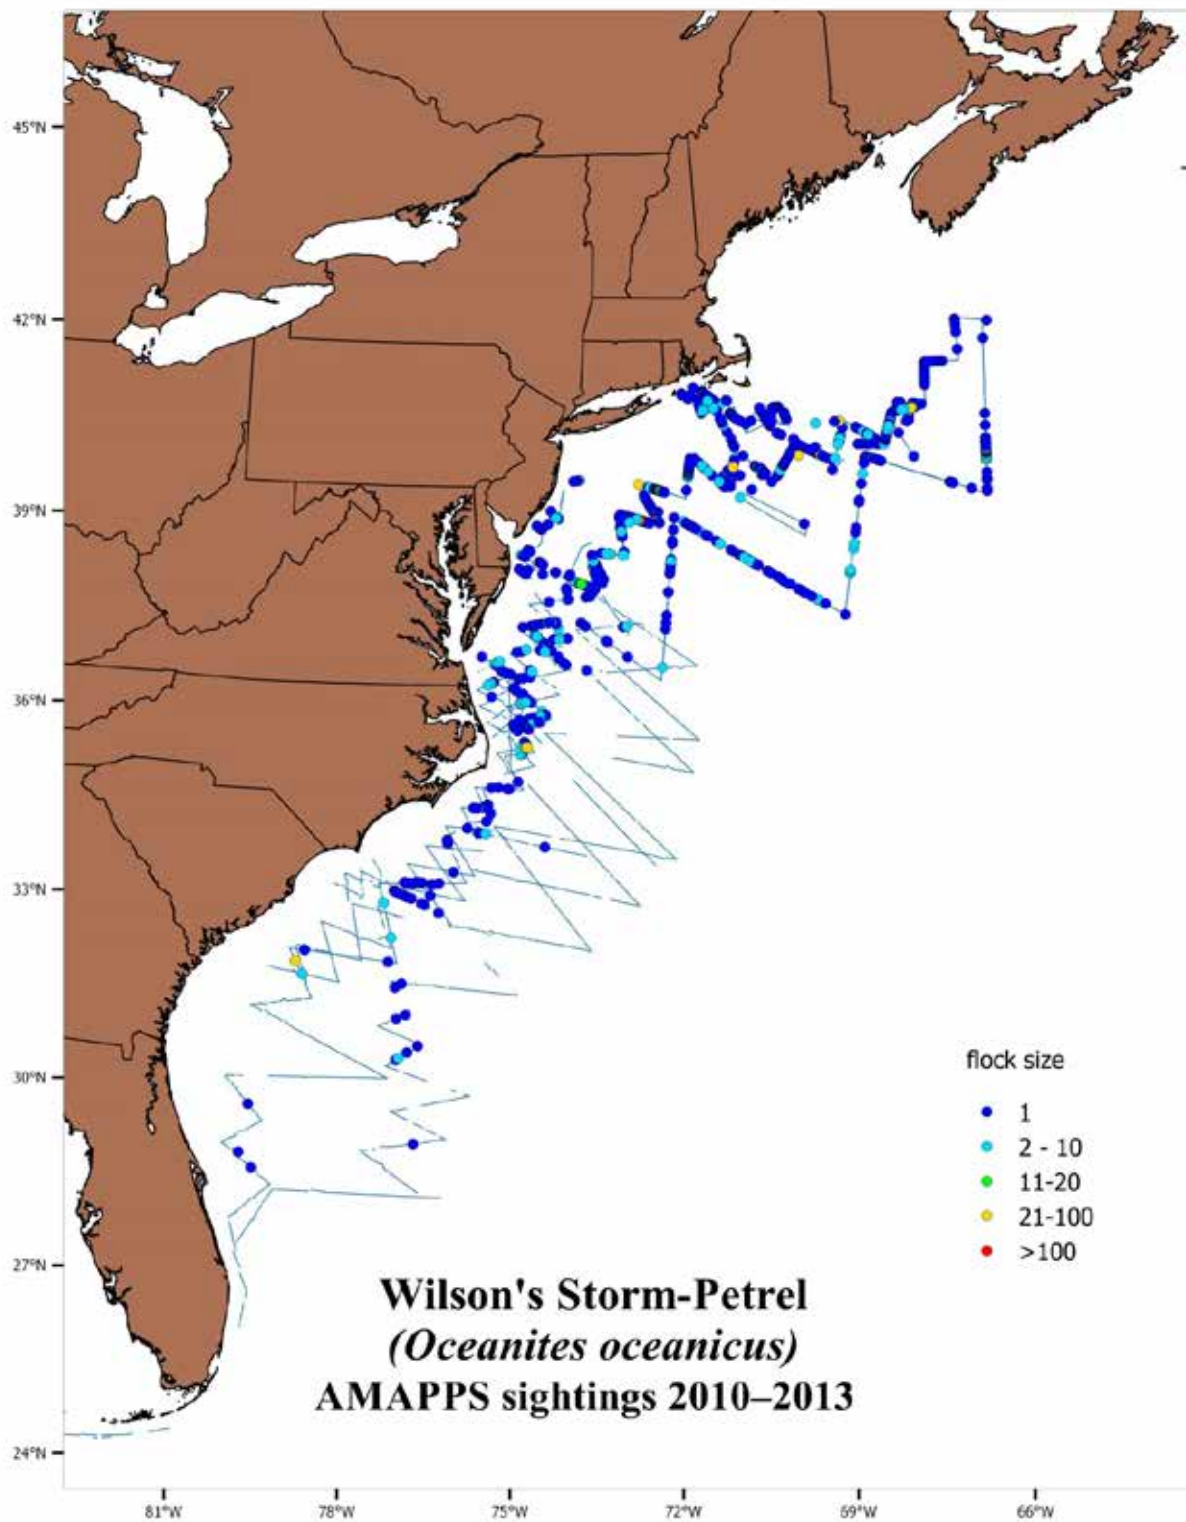 45°N
42°N
39°N
36°N
33°N
30°N
27°N
24°N
flock size
1
2 - 10
11-20
21-100
>100
Wilson's Storm-Petrel
(Oceanites oceanicus)
AMAPPS sightings 2010–2013
81°W 78°W 75°W 72°W 69°W 66°W